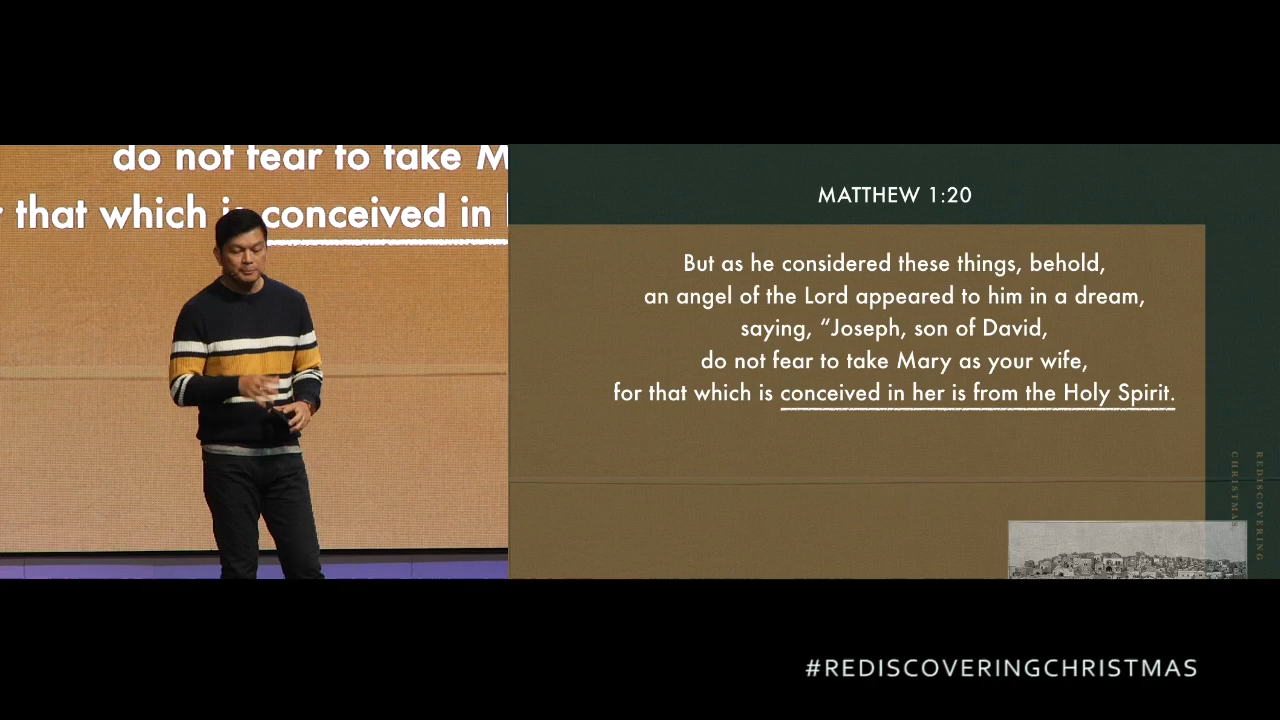 do not fear to take M
that which is conceived in
MATTHEW 1:20
But as he considered these things, behold,
an angel of the Lord appeared to him in a dream,
saying, “Joseph, son of David,
do not fear to take Mary as your wife,
for that which is conceived in her is from the Holy Spirit.
REDISCOVERING
CHRISTMAS
#REDISCOVERINGCHRISTMAS